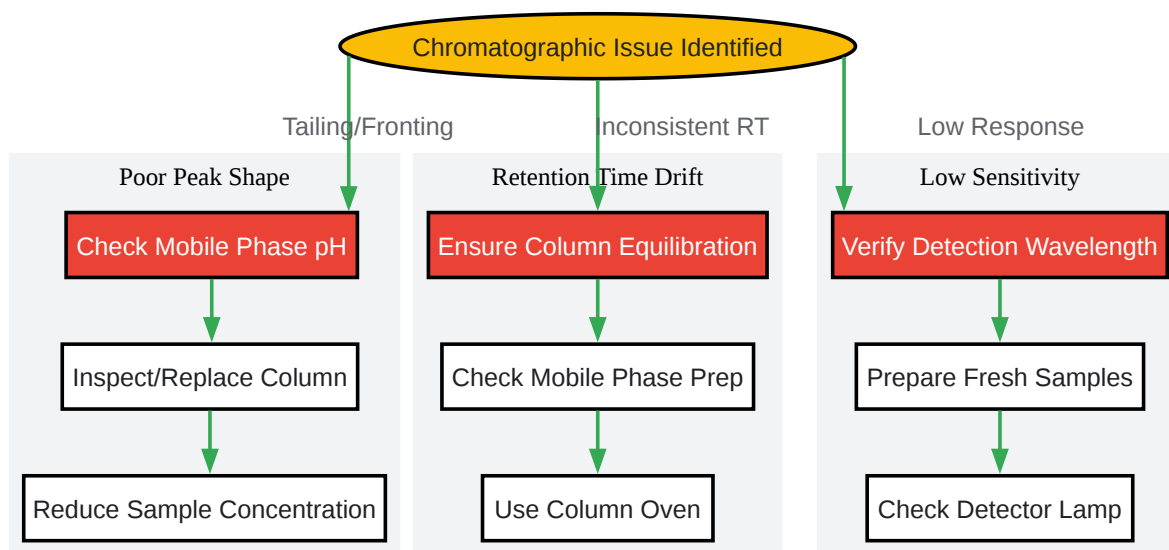 Chromatographic Issue Identified
Tailing/Fronting
Inconsistent RT
Low Response
Poor Peak Shape
Retention Time Drift
Low Sensitivity
Check Mobile Phase pH
Ensure Column Equilibration
Verify Detection Wavelength
Inspect/Replace Column
Check Mobile Phase Prep
Prepare Fresh Samples
Reduce Sample Concentration
Use Column Oven
Check Detector Lamp